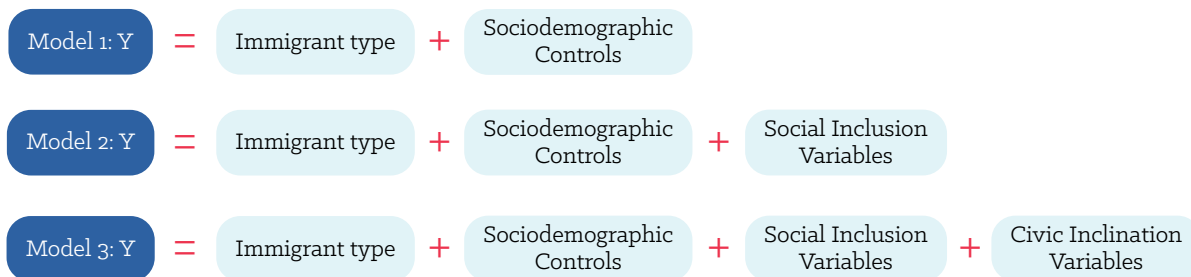 Model 1: Y = Immigrant type + Sociodemographic
Controls
Model 2: Y = Immigrant type + Sociodemographic
Controls + Social Inclusion
Variables
Model 3: Y = Immigrant type + Sociodemographic
Controls + Social Inclusion
Variables + Civic Inclination
Variables